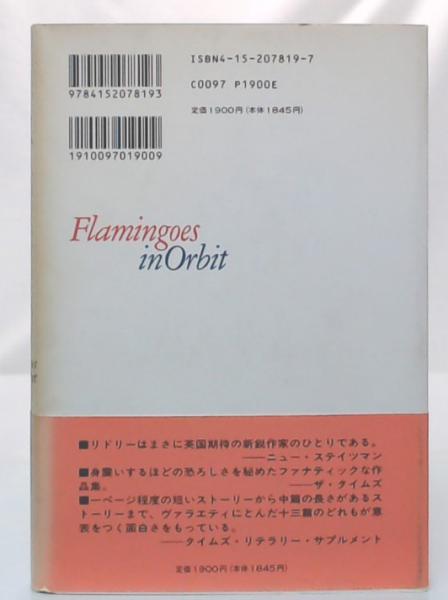 ISBN4-15-207819-7
9784152078193
C0097 P1900E
定価1900円(本体1845円)
1910097019009
Flamingoes
in Orbit
■リドリーはまさに英国期待の新鋭作家のひとりである。
——ニュー・ステイツマン
■身震いするほどの恐ろしさを秘めたファナティックな作
品集。 ——ザ・タイムズ
■一ページ程度の短いストーリーから中篇の長さがあるス
トーリーまで、ヴァラエティにとんだ十三篇のどれもが意
表をつく面白さをもっている。
——タイムズ・リテラリー・サプルメント
定価1900円(本体1845円)